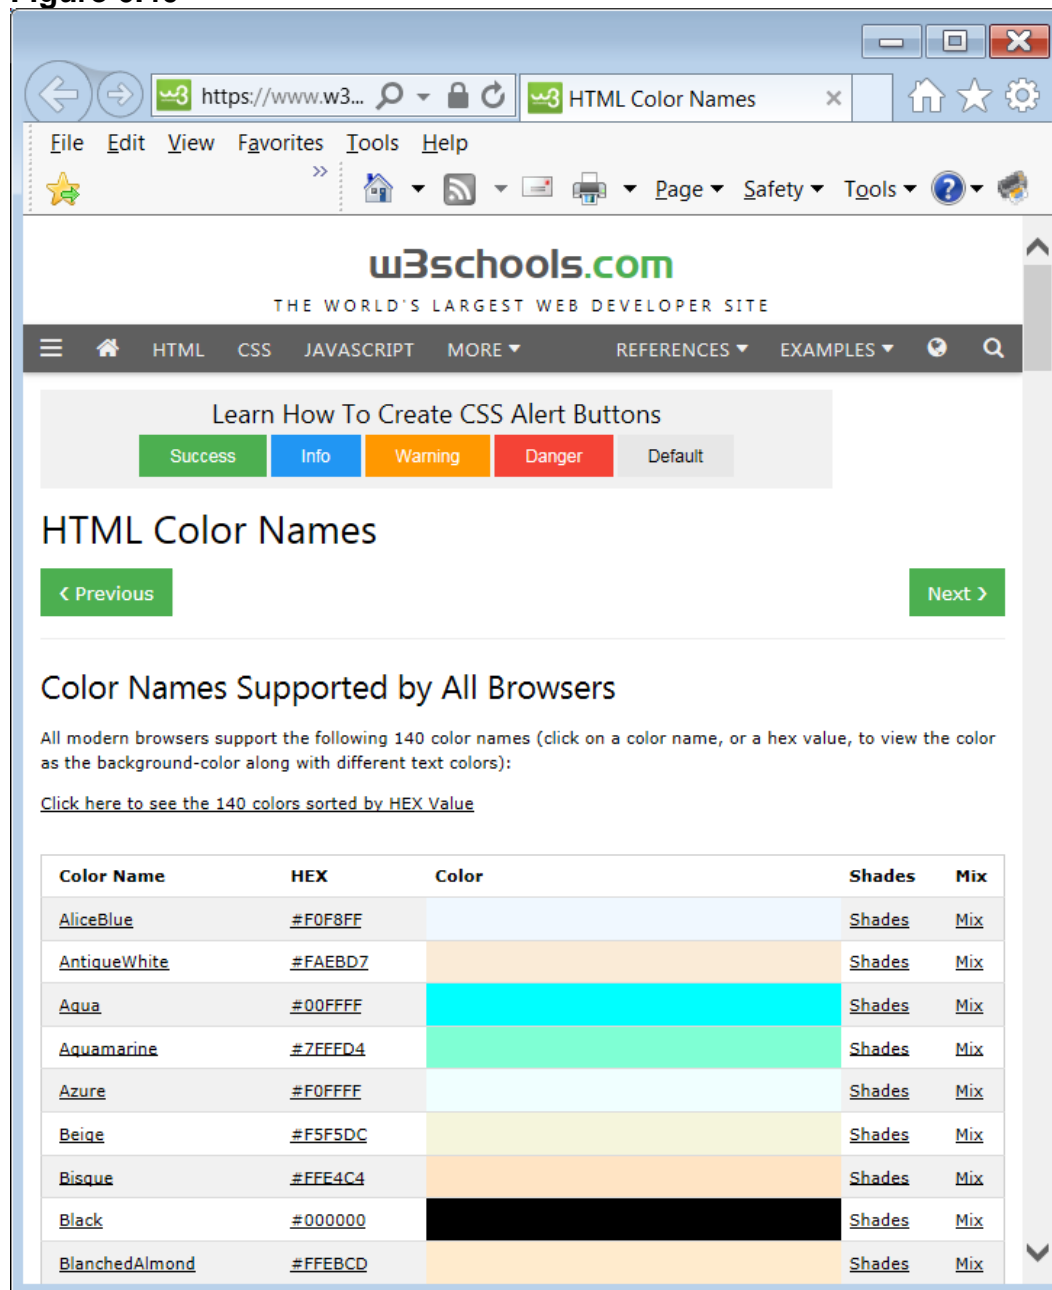 https://www.w3... HTML Color Names
File Edit View Favorites Tools Help
Page Safety Tools
w3schools.com
THE WORLD'S LARGEST WEB DEVELOPER SITE
HTML CSS JAVASCRIPT MORE REFERENCES EXAMPLES
Learn How To Create CSS Alert Buttons
Success Info Warning Danger Default
HTML Color Names
❮ Previous Next ❯
Color Names Supported by All Browsers
All modern browsers support the following 140 color names (click on a color name, or a hex value, to view the color
as the background-color along with different text colors):
Click here to see the 140 colors sorted by HEX Value
Color Name HEX Color Shades Mix
AliceBlue #F0F8FF Shades Mix
AntiqueWhite #FAEBD7 Shades Mix
Aqua #00FFFF Shades Mix
Aquamarine #7FFFD4 Shades Mix
Azure #F0FFFF Shades Mix
Beige #F5F5DC Shades Mix
Bisque #FFE4C4 Shades Mix
Black #000000 Shades Mix
BlanchedAlmond #FFEBCD Shades Mix